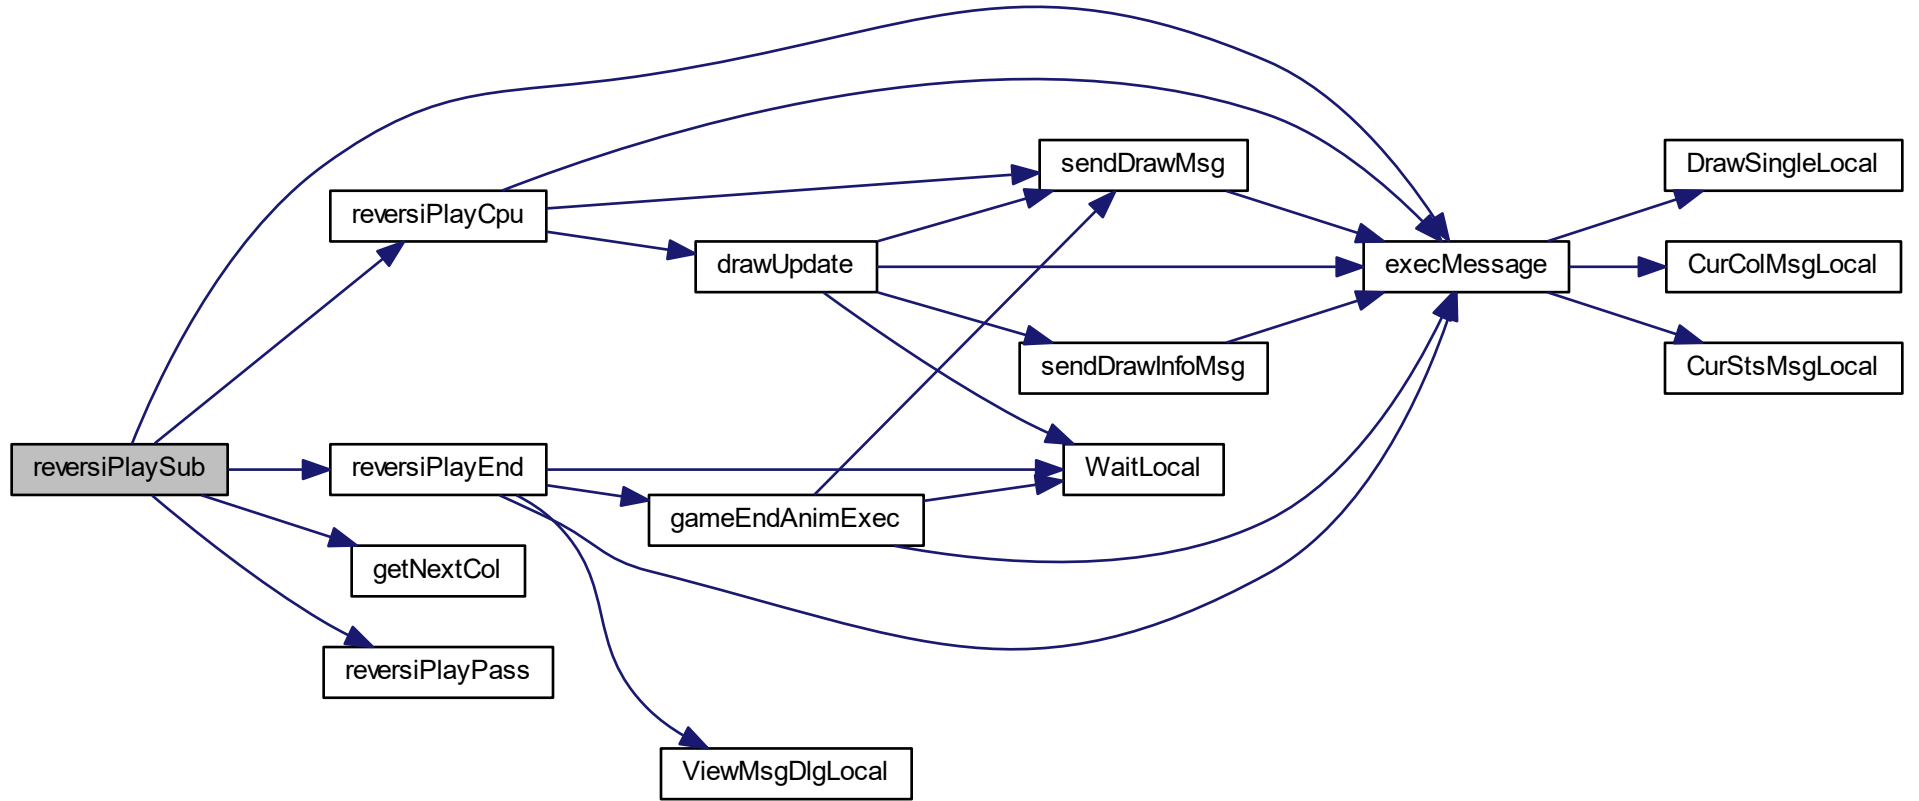 reversiPlaySub
reversiPlayCpu
reversiPlayEnd
getNextCol
reversiPlayPass
drawUpdate
gameEndAnimExec
ViewMsgDlgLocal
sendDrawMsg
sendDrawInfoMsg
WaitLocal
execMessage
DrawSingleLocal
CurColMsgLocal
CurStsMsgLocal